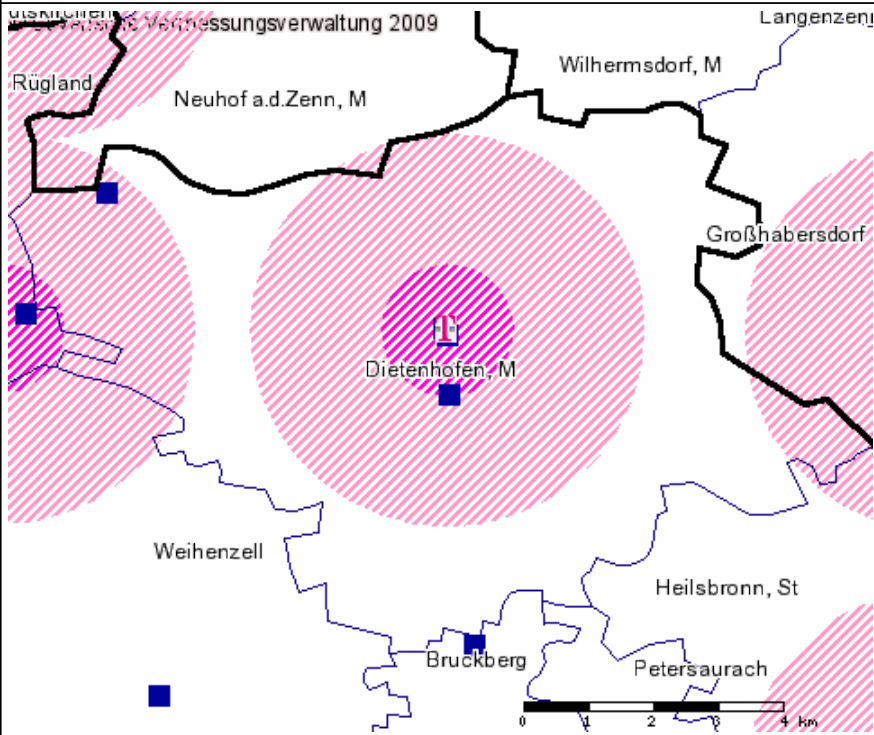 Vermessungsverwaltung 2009
Langenzenn
Rügland
Wilhermsdorf, M
Neuhof a.d.Zenn, M
Großhabersdorf
T
Dietenhofen, M
Weihenzell
Heilsbronn, St
Bruckberg
Petersaurach
0 1 2 3 4 km